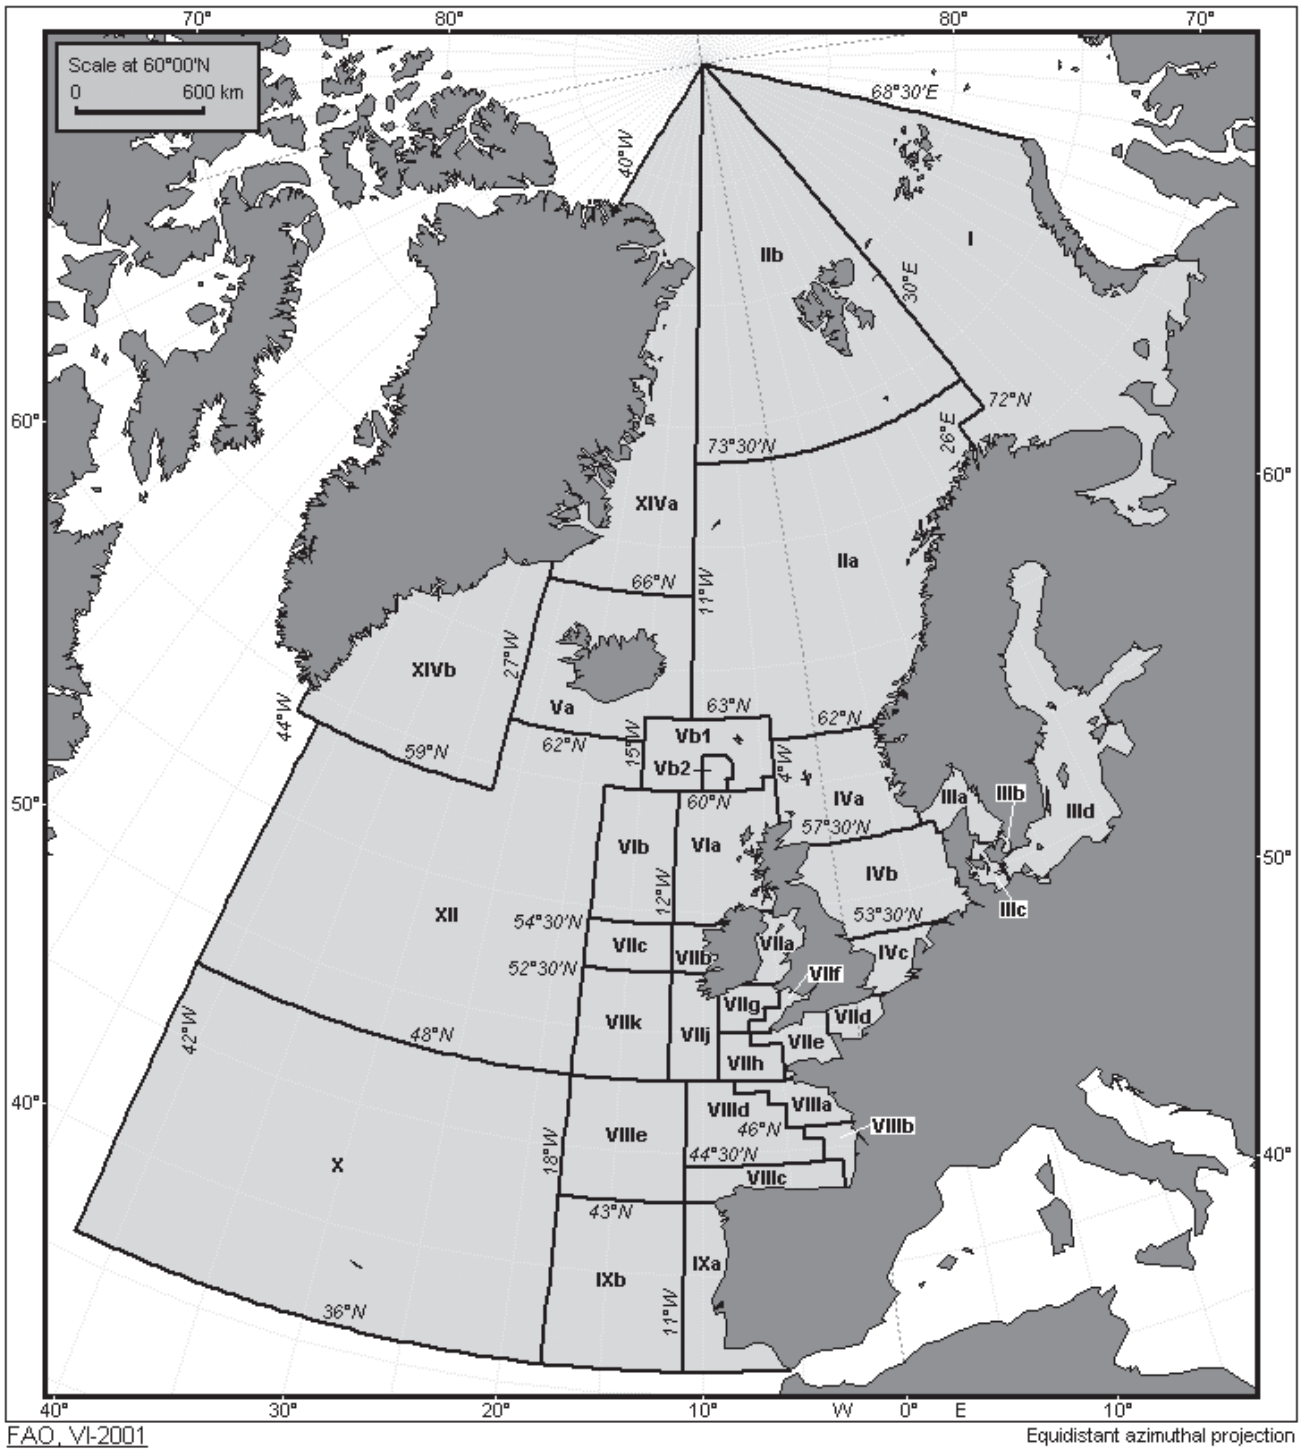 70° 80° 80° 70°
Scale at 60°00'N
0 600 km
68°30'E
40°W
I
IIb
30°E
72°N
60°
26°E
73°30'N
60°
XIVa
IIa
66°N
11°W
27°W
XIVb
Va
63°N
62°N
44°W
Vb1
15°W
62°N
59°N
4°W
Vb2
IIIb
IIIa
IVa
60°N
50°
IIId
57°30'N
VIb
VIa
50°
IVb
12°W
IIIc
XII
53°30'N
54°30'N
VIIc
VIIa
IVc
VIIb
52°30'N
VIIf
VIIg
VIId
VIIk
42°W
48°N
VIIj
VIIe
VIIh
40°
VIIIa
VIIId
VIIIb
46°N
VIIIe
18°W
44°30'N
40°
X
VIIIc
43°N
IXa
IXb
36°N
11°W
40° 30° 20° 10° W 0° E 10°
FAO, VI-2001
Equidistant azimuthal projection